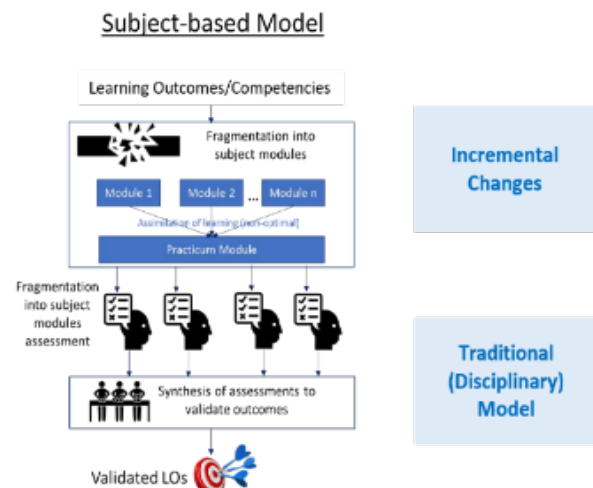 Subject-based Model
Learning Outcomes/Competencies
Fragmentation into
subject modules
Module 1
Module 2
...
Module n
Assimilation of learning (non-optimal)
Practicum Module
Fragmentation
into subject
modules
assessment
Synthesis of assessments to
validate outcomes
Validated LOs
Incremental
Changes
Traditional
(Disciplinary)
Model